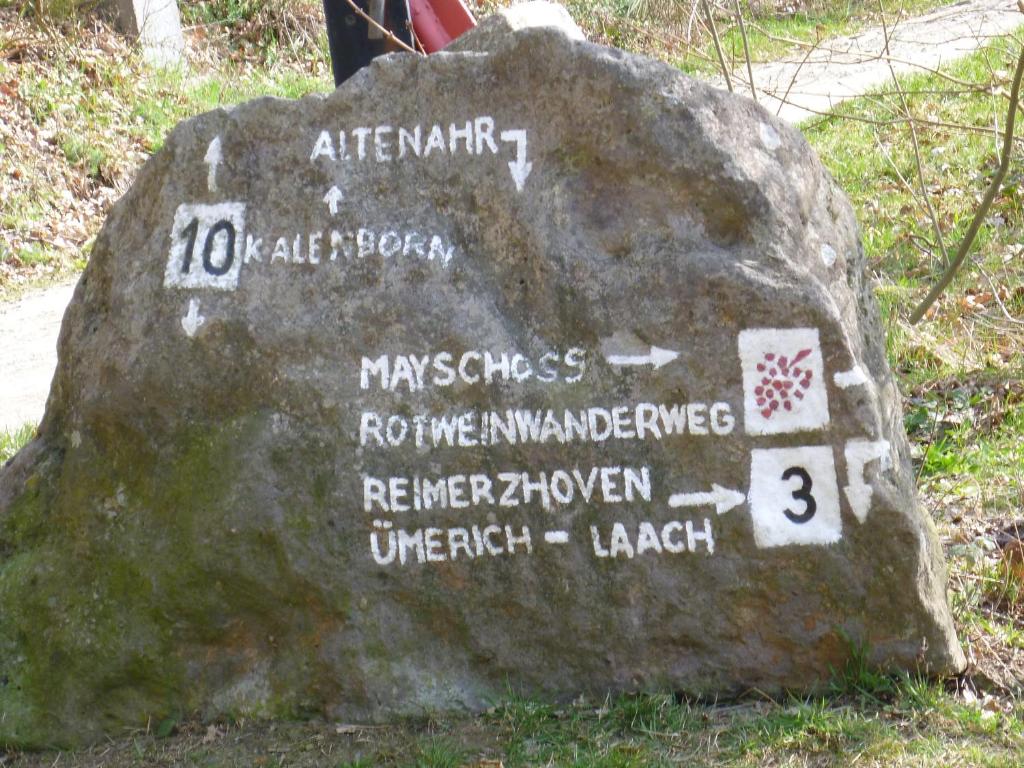 ALTENAHR
10 KALENBORN
MAYSCHOSS
ROTWEINWANDERWEG
REIMERZHOVEN 3
ÜMERICH - LAACH